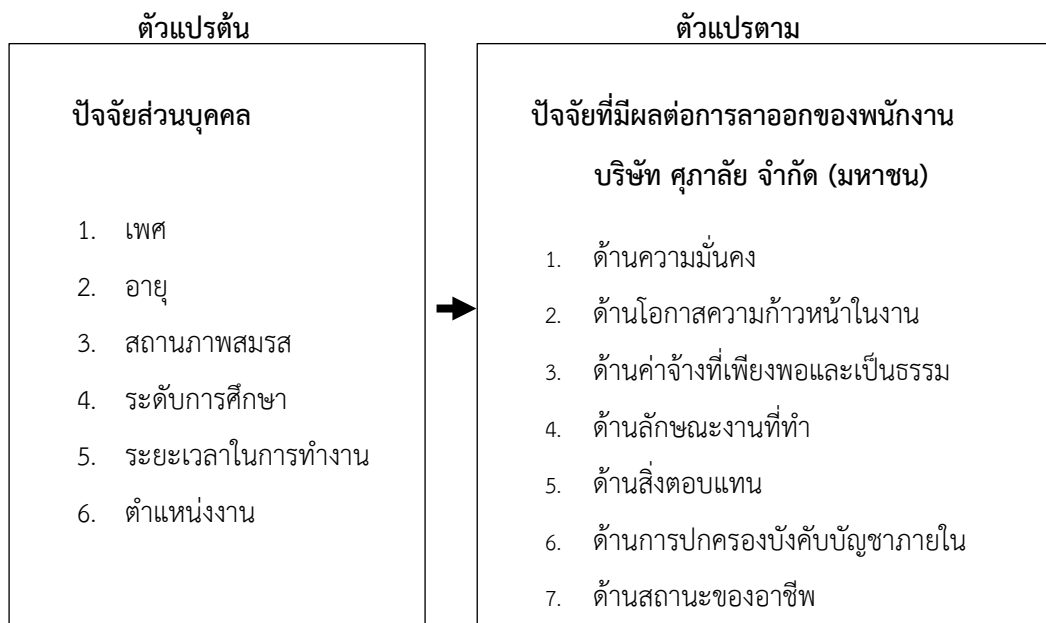 ตัวแปรต้น
ปัจจัยส่วนบุคคล
1. เพศ
2. อายุ
3. สถานภาพสมรส
4. ระดับการศึกษา
5. ระยะเวลาในการทำงาน
6. ตำแหน่งงาน
ตัวแปรตาม
ปัจจัยที่มีผลต่อการลาออกของพนักงาน
บริษัท ศุภาลัย จำกัด (มหาชน)
1. ด้านความมั่นคง
2. ด้านโอกาสความก้าวหน้าในงาน
3. ด้านค่าจ้างที่เพียงพอและเป็นธรรม
4. ด้านลักษณะงานที่ทำ
5. ด้านสิ่งตอบแทน
6. ด้านการปกครองบังคับบัญชาภายใน
7. ด้านสถานะของอาชีพ